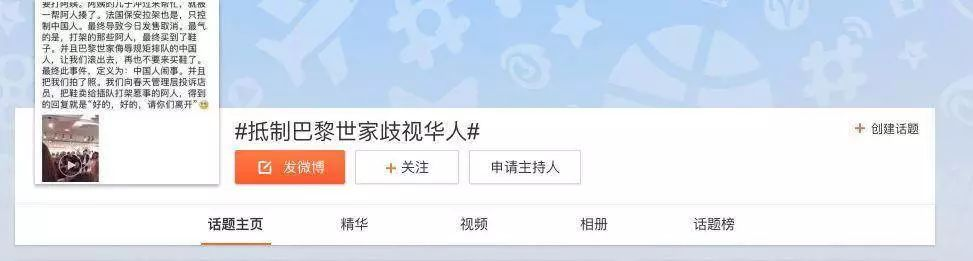 要打阿姨。阿姨的儿子冲过来帮忙，就被
一帮阿人揍了。法国保安拉架也是，只控
制中国人。最终导致今日发售取消。最气
的是，打架的那些阿人，最终买到了鞋
子。并且巴黎世家侮辱规矩排队的中国
人，让我们滚出去，再也不要来买鞋了。
最终此事件，定义为：中国人闹事。并且
把我们拍了照。我们向春天管理层投诉店
员，把鞋卖给插队打架惹事的阿人，得到
的回复就是“好的，好的，请你们离开”
#抵制巴黎世家歧视华人#
+ 创建话题
发微博
+ 关注
申请主持人
话题主页
精华
视频
相册
话题榜